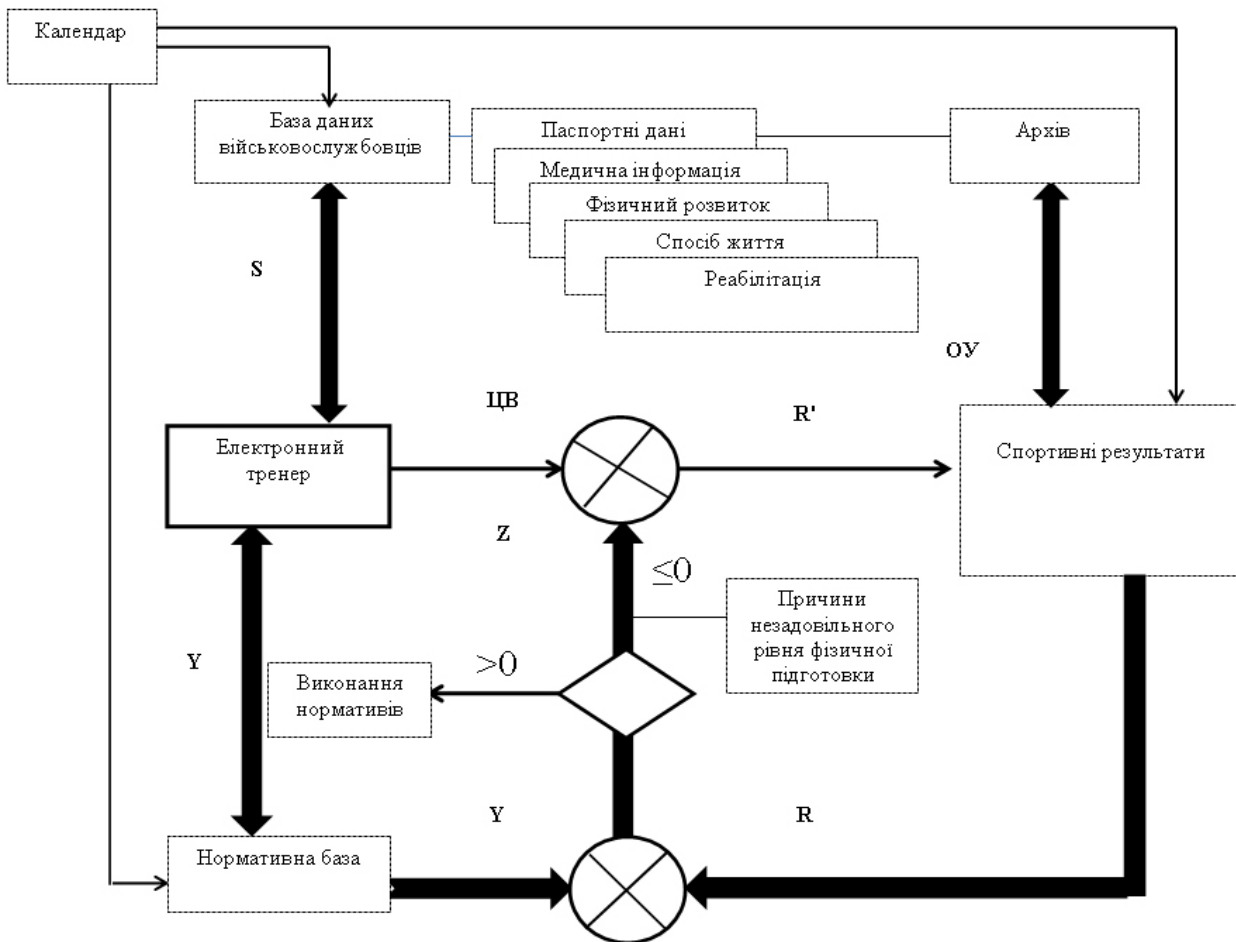 Календар
База даних
військовослужбовців
Паспортні дані
Архів
Медична інформація
Фізичний розвиток
Спосіб життя
Реабілітація
S
ОУ
ЦВ
R'
Електронний
тренер
Спортивні результати
Z
≤0
Причини
незадовільного
рівня фізичної
підготовки
Y
>0
Виконання
нормативів
Y
R
Нормативна база